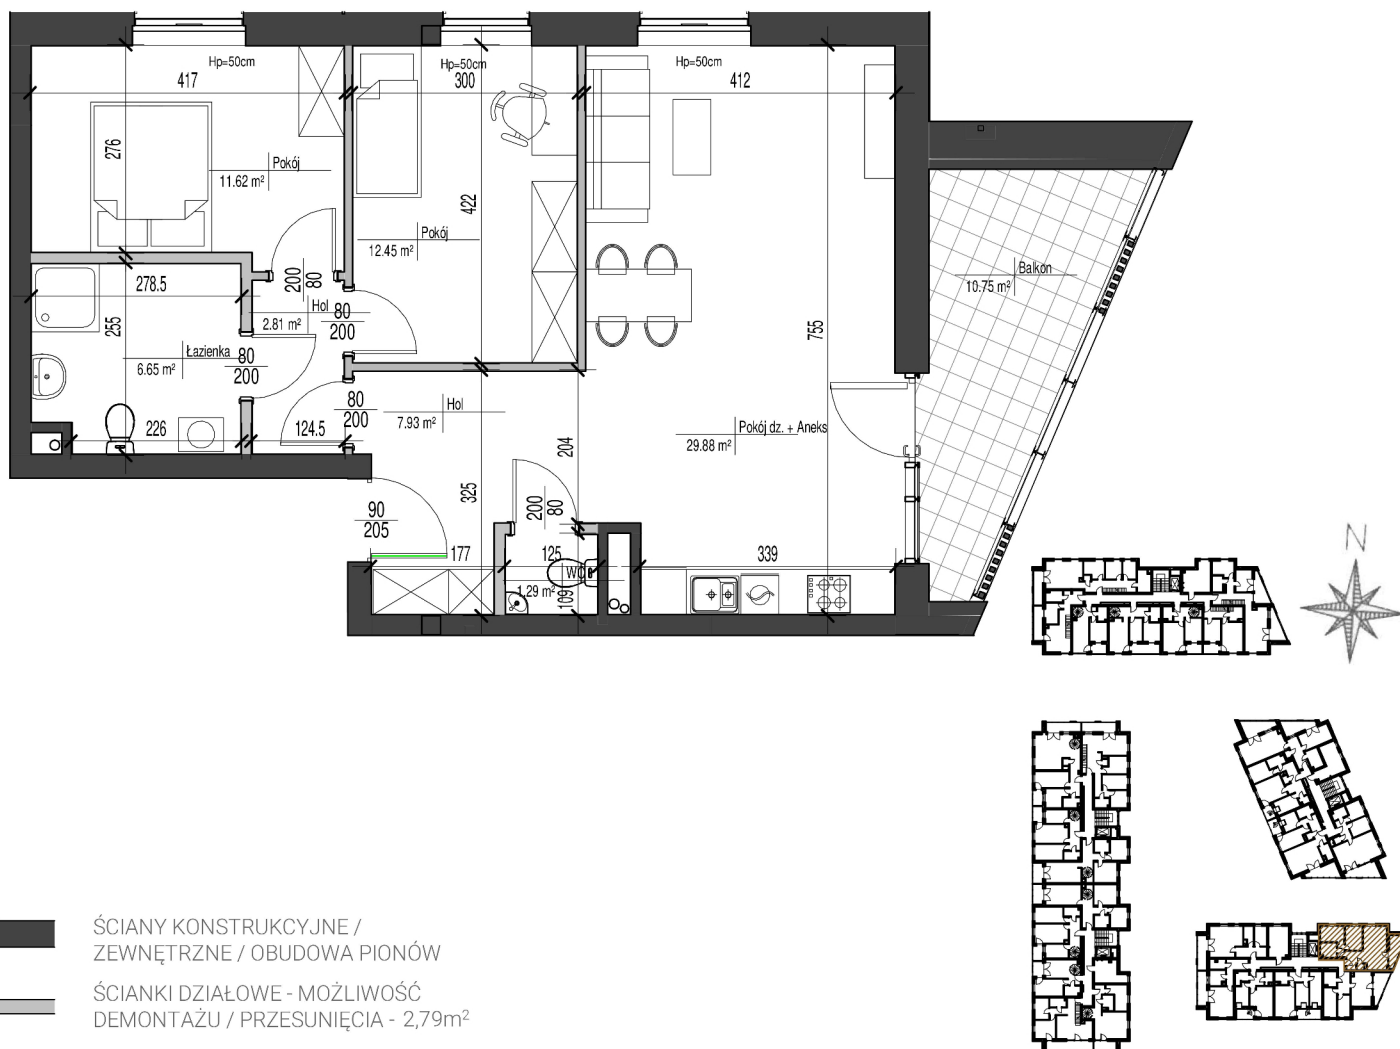 Hp=50cm
Hp=50cm
Hp=50cm
417
300
412
276
Pokój
11.62 m²
422
Pokój
12.45 m²
Balkon
10.75 m²
278.5
200
80
Hol
2.81 m²
80
200
255
755
Łazienka
6.65 m²
80
200
80
200
Hol
7.93 m²
Pokój dz. + Aneks
29.88 m²
226
124.5
204
325
200
80
90
205
177
125
339
WC
1.29 m²
109
N
ŚCIANY KONSTRUKCYJNE /
ZEWNĘTRZNE / OBUDOWA PIONÓW
ŚCIANKI DZIAŁOWE - MOŻLIWOŚĆ
DEMONTAŻU / PRZESUNIĘCIA - 2,79m²